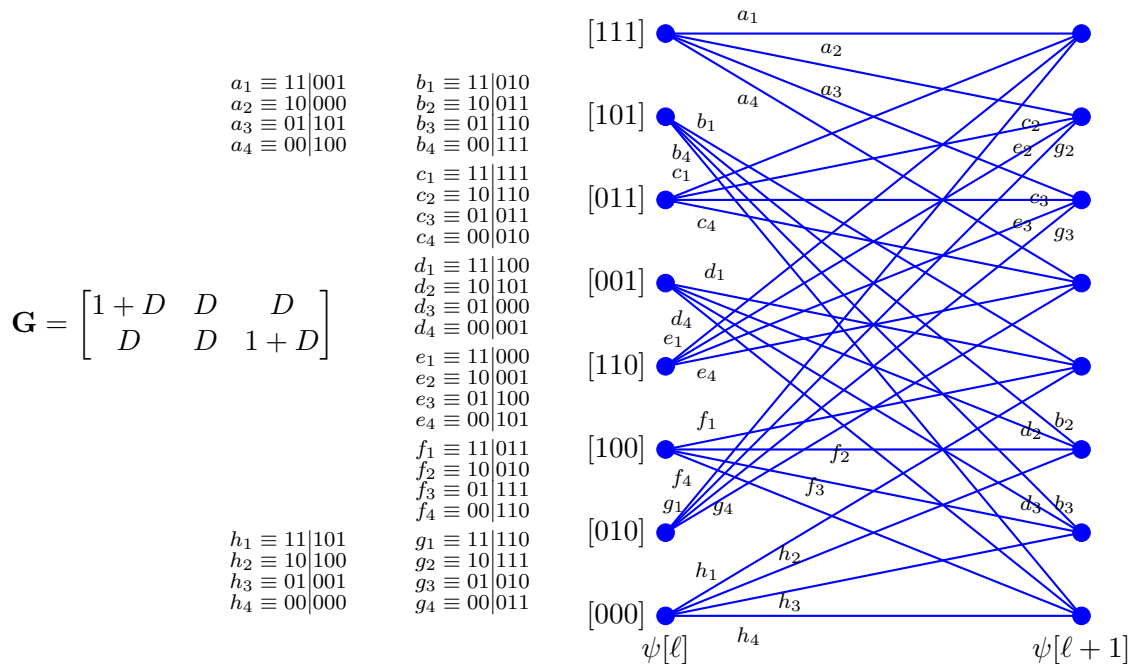 a₁ ≡ 11|001
a₂ ≡ 10|000
a₃ ≡ 01|101
a₄ ≡ 00|100
b₁ ≡ 11|010
b₂ ≡ 10|011
b₃ ≡ 01|110
b₄ ≡ 00|111
c₁ ≡ 11|111
c₂ ≡ 10|110
c₃ ≡ 01|011
c₄ ≡ 00|010
d₁ ≡ 11|100
d₂ ≡ 10|101
d₃ ≡ 01|000
d₄ ≡ 00|001
e₁ ≡ 11|000
e₂ ≡ 10|001
e₃ ≡ 01|100
e₄ ≡ 00|101
f₁ ≡ 11|011
f₂ ≡ 10|010
f₃ ≡ 01|111
f₄ ≡ 00|110
h₁ ≡ 11|101
h₂ ≡ 10|100
h₃ ≡ 01|001
h₄ ≡ 00|000
g₁ ≡ 11|110
g₂ ≡ 10|111
g₃ ≡ 01|010
g₄ ≡ 00|011
G = [1 + D D D
D D 1 + D]
[111]
a₁
a₂
a₃
a₄
[101]
b₁
b₄
c₂
e₂ g₂
c₁
[011]
c₃
c₄
e₃
g₃
[001]
d₁
d₄
e₁
[110]
e₄
f₁
b₂
d₂
[100]
f₂
f₄
f₃
g₁ g₄
d₃ b₃
[010]
h₂
h₁
h₃
[000]
h₄
ψ[ℓ]
ψ[ℓ + 1]